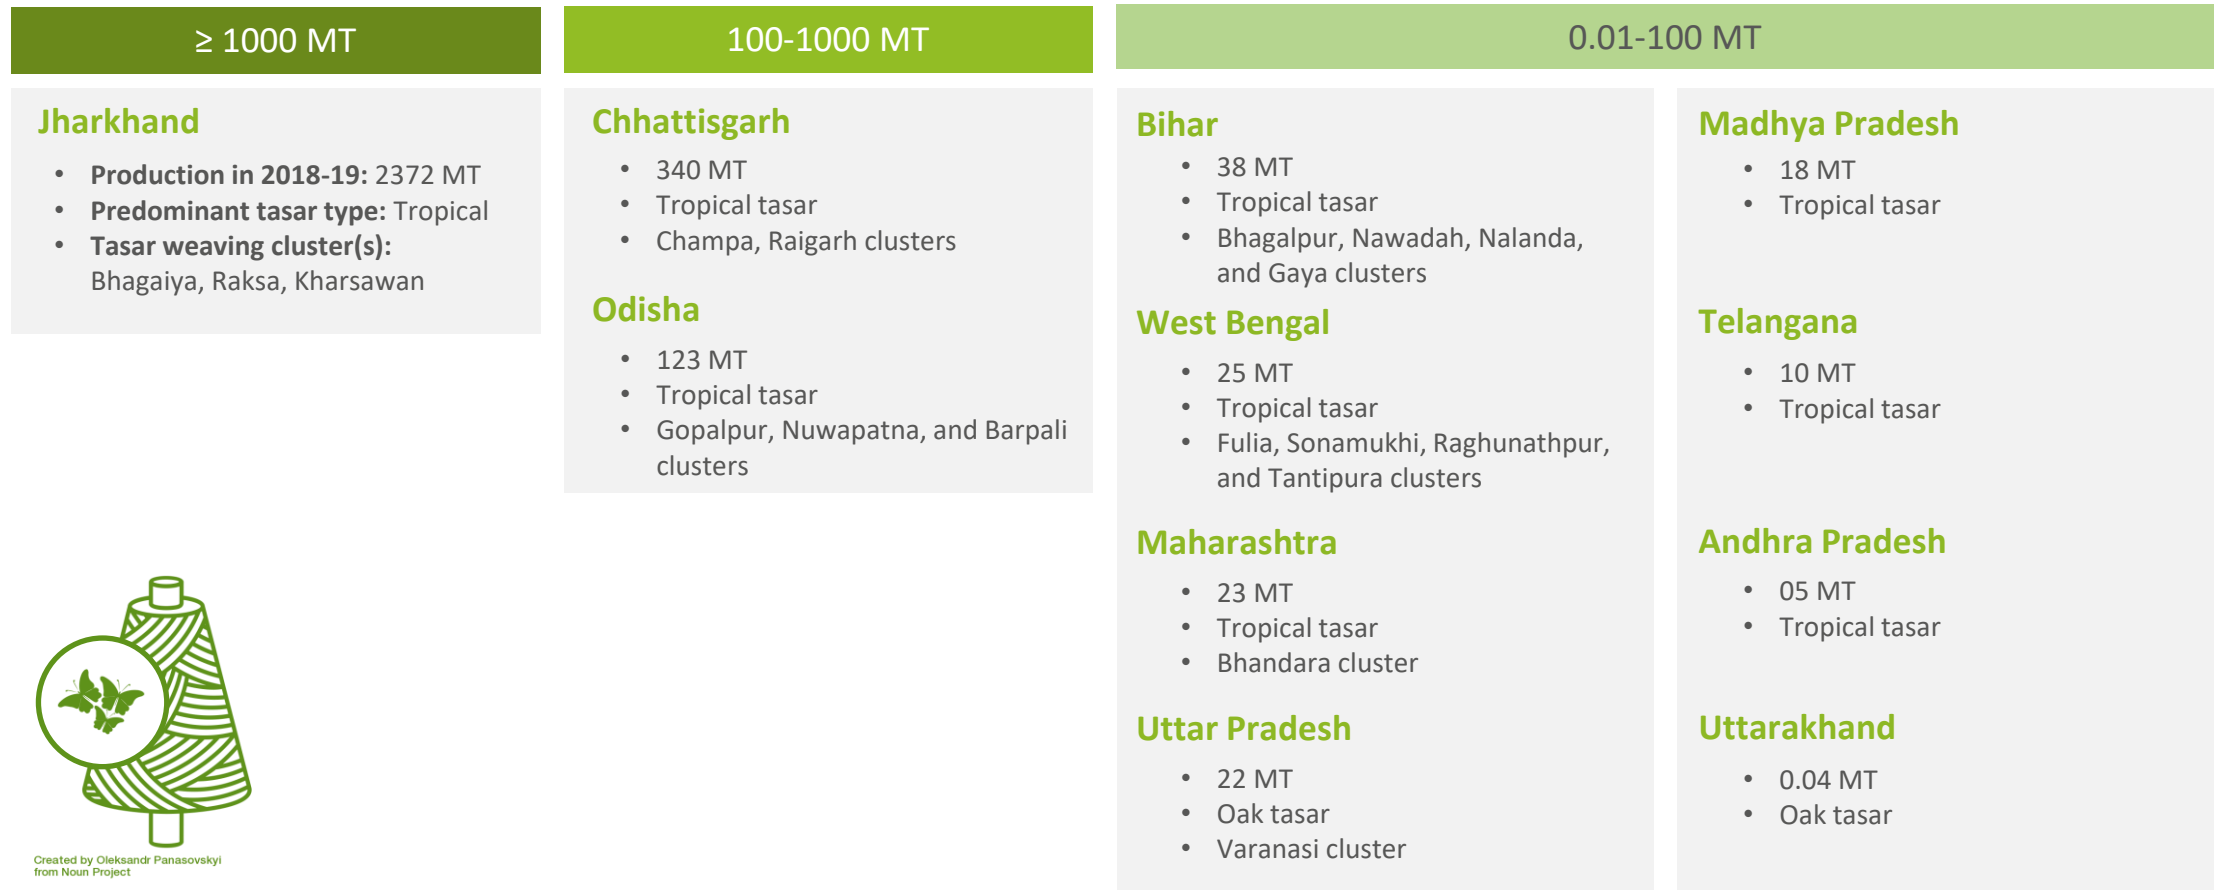 ≥ 1000 MT
Jharkhand
• Production in 2018-19: 2372 MT
• Predominant tasar type: Tropical
• Tasar weaving cluster(s):
Bhagaiya, Raksa, Kharsawan
100-1000 MT
Chhattisgarh
• 340 MT
• Tropical tasar
• Champa, Raigarh clusters
Odisha
• 123 MT
• Tropical tasar
• Gopalpur, Nuwapatna, and Barpali
clusters
0.01-100 MT
Bihar
• 38 MT
• Tropical tasar
• Bhagalpur, Nawadah, Nalanda,
and Gaya clusters
West Bengal
• 25 MT
• Tropical tasar
• Fulia, Sonamukhi, Raghunathpur,
and Tantipura clusters
Maharashtra
• 23 MT
• Tropical tasar
• Bhandara cluster
Uttar Pradesh
• 22 MT
• Oak tasar
• Varanasi cluster
Madhya Pradesh
• 18 MT
• Tropical tasar
Telangana
• 10 MT
• Tropical tasar
Andhra Pradesh
• 05 MT
• Tropical tasar
Uttarakhand
• 0.04 MT
• Oak tasar
Created by Oleksandr Panasovskyi
from Noun Project